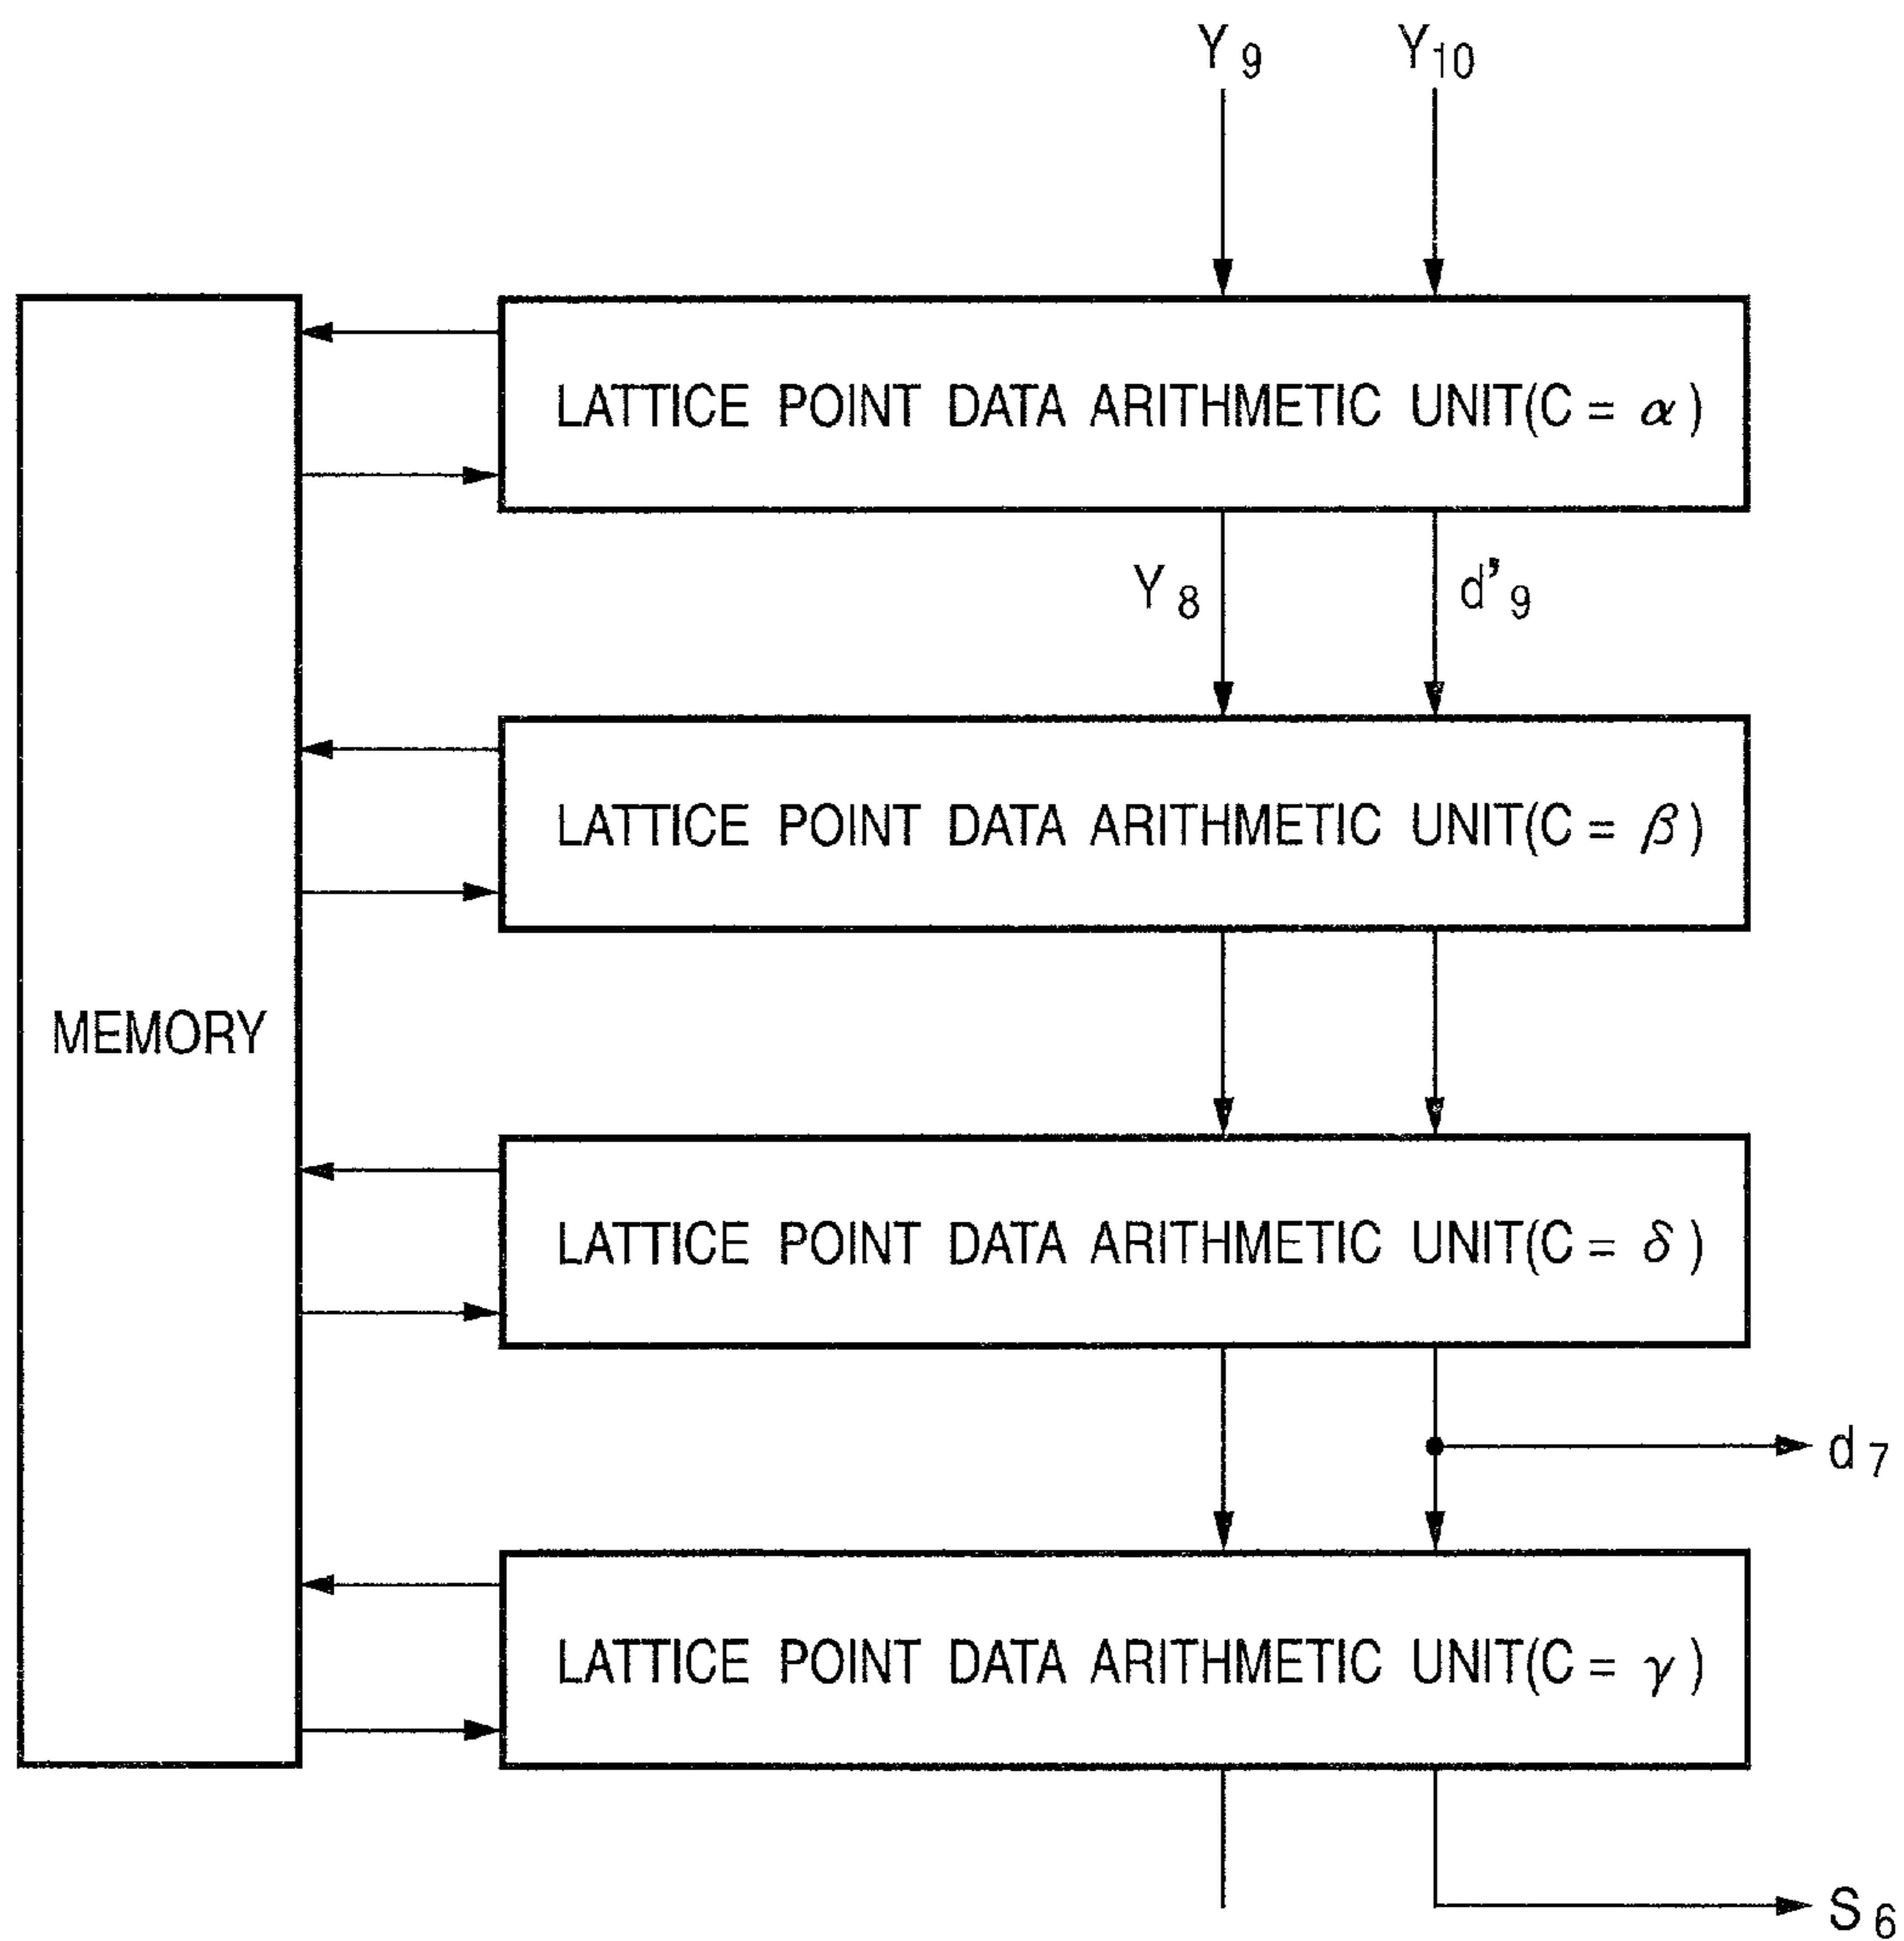 Y9 Y10
LATTICE POINT DATA ARITHMETIC UNIT(C = α)
Y8 d'9
LATTICE POINT DATA ARITHMETIC UNIT(C = β)
MEMORY
LATTICE POINT DATA ARITHMETIC UNIT(C = δ)
d7
LATTICE POINT DATA ARITHMETIC UNIT(C = γ)
S6